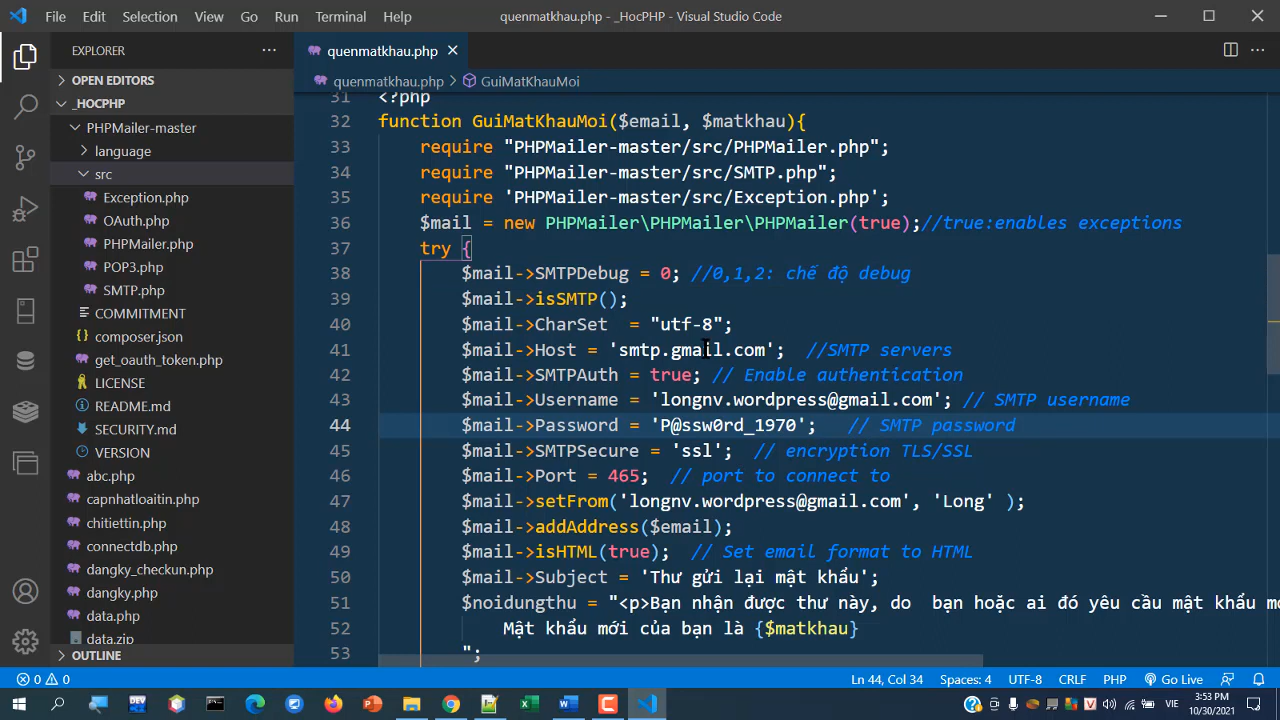 File Edit Selection View Go Run Terminal Help quenmatkhau.php - _HocPHP - Visual Studio Code
EXPLORER
OPEN EDITORS
_HOCPHP
PHPMailer-master
language
src
Exception.php
OAuth.php
PHPMailer.php
POP3.php
SMTP.php
COMMITMENT
composer.json
get_oauth_token.php
LICENSE
README.md
SECURITY.md
VERSION
abc.php
capnhatloaitin.php
chitiettin.php
connectdb.php
dangky_checkun.php
dangky.php
data.php
data.zip
OUTLINE
quenmatkhau.php
quenmatkhau.php > GuiMatKhauMoi
31 <?php
32 function GuiMatKhauMoi($email, $matkhau){
33 require "PHPMailer-master/src/PHPMailer.php";
34 require "PHPMailer-master/src/SMTP.php";
35 require 'PHPMailer-master/src/Exception.php';
36 $mail = new PHPMailer\PHPMailer\PHPMailer(true);//true:enables exceptions
37 try {
38 $mail->SMTPDebug = 0; //0,1,2: chế độ debug
39 $mail->isSMTP();
40 $mail->CharSet = "utf-8";
41 $mail->Host = 'smtp.gmail.com'; //SMTP servers
42 $mail->SMTPAuth = true; // Enable authentication
43 $mail->Username = 'longnv.wordpress@gmail.com'; // SMTP username
44 $mail->Password = 'P@ssw0rd_1970'; // SMTP password
45 $mail->SMTPSecure = 'ssl'; // encryption TLS/SSL
46 $mail->Port = 465; // port to connect to
47 $mail->setFrom('longnv.wordpress@gmail.com', 'Long' );
48 $mail->addAddress($email);
49 $mail->isHTML(true); // Set email format to HTML
50 $mail->Subject = 'Thư gửi lại mật khẩu';
51 $noidungthu = "<p>Bạn nhận được thư này, do bạn hoặc ai đó yêu cầu mật khẩu mớ
52 Mật khẩu mới của bạn là {$matkhau}
53 ";
0 0 Ln 44, Col 34 Spaces: 4 UTF-8 CRLF PHP Go Live
VIE 3:53 PM
10/30/2021